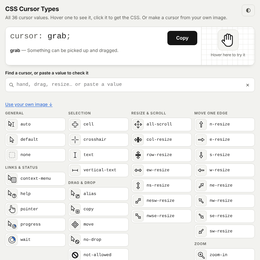 CSS Cursor Types
All 36 cursor values. Hover one to see it, click it to get the CSS. Or make a cursor from your own image.
cursor: grab;
Copy
grab — Something can be picked up and dragged.
Hover here to try it
Find a cursor, or paste a value to check it
hand, drag, resize, or paste a value
Use your own image ↓
GENERAL
auto
default
none
LINKS & STATUS
context-menu
help
pointer
progress
wait
SELECTION
cell
crosshair
text
vertical-text
DRAG & DROP
alias
copy
move
no-drop
not-allowed
RESIZE & SCROLL
all-scroll
col-resize
row-resize
ew-resize
ns-resize
nesw-resize
nwse-resize
MOVE ONE EDGE
n-resize
e-resize
s-resize
w-resize
ne-resize
nw-resize
se-resize
sw-resize
ZOOM
zoom-in